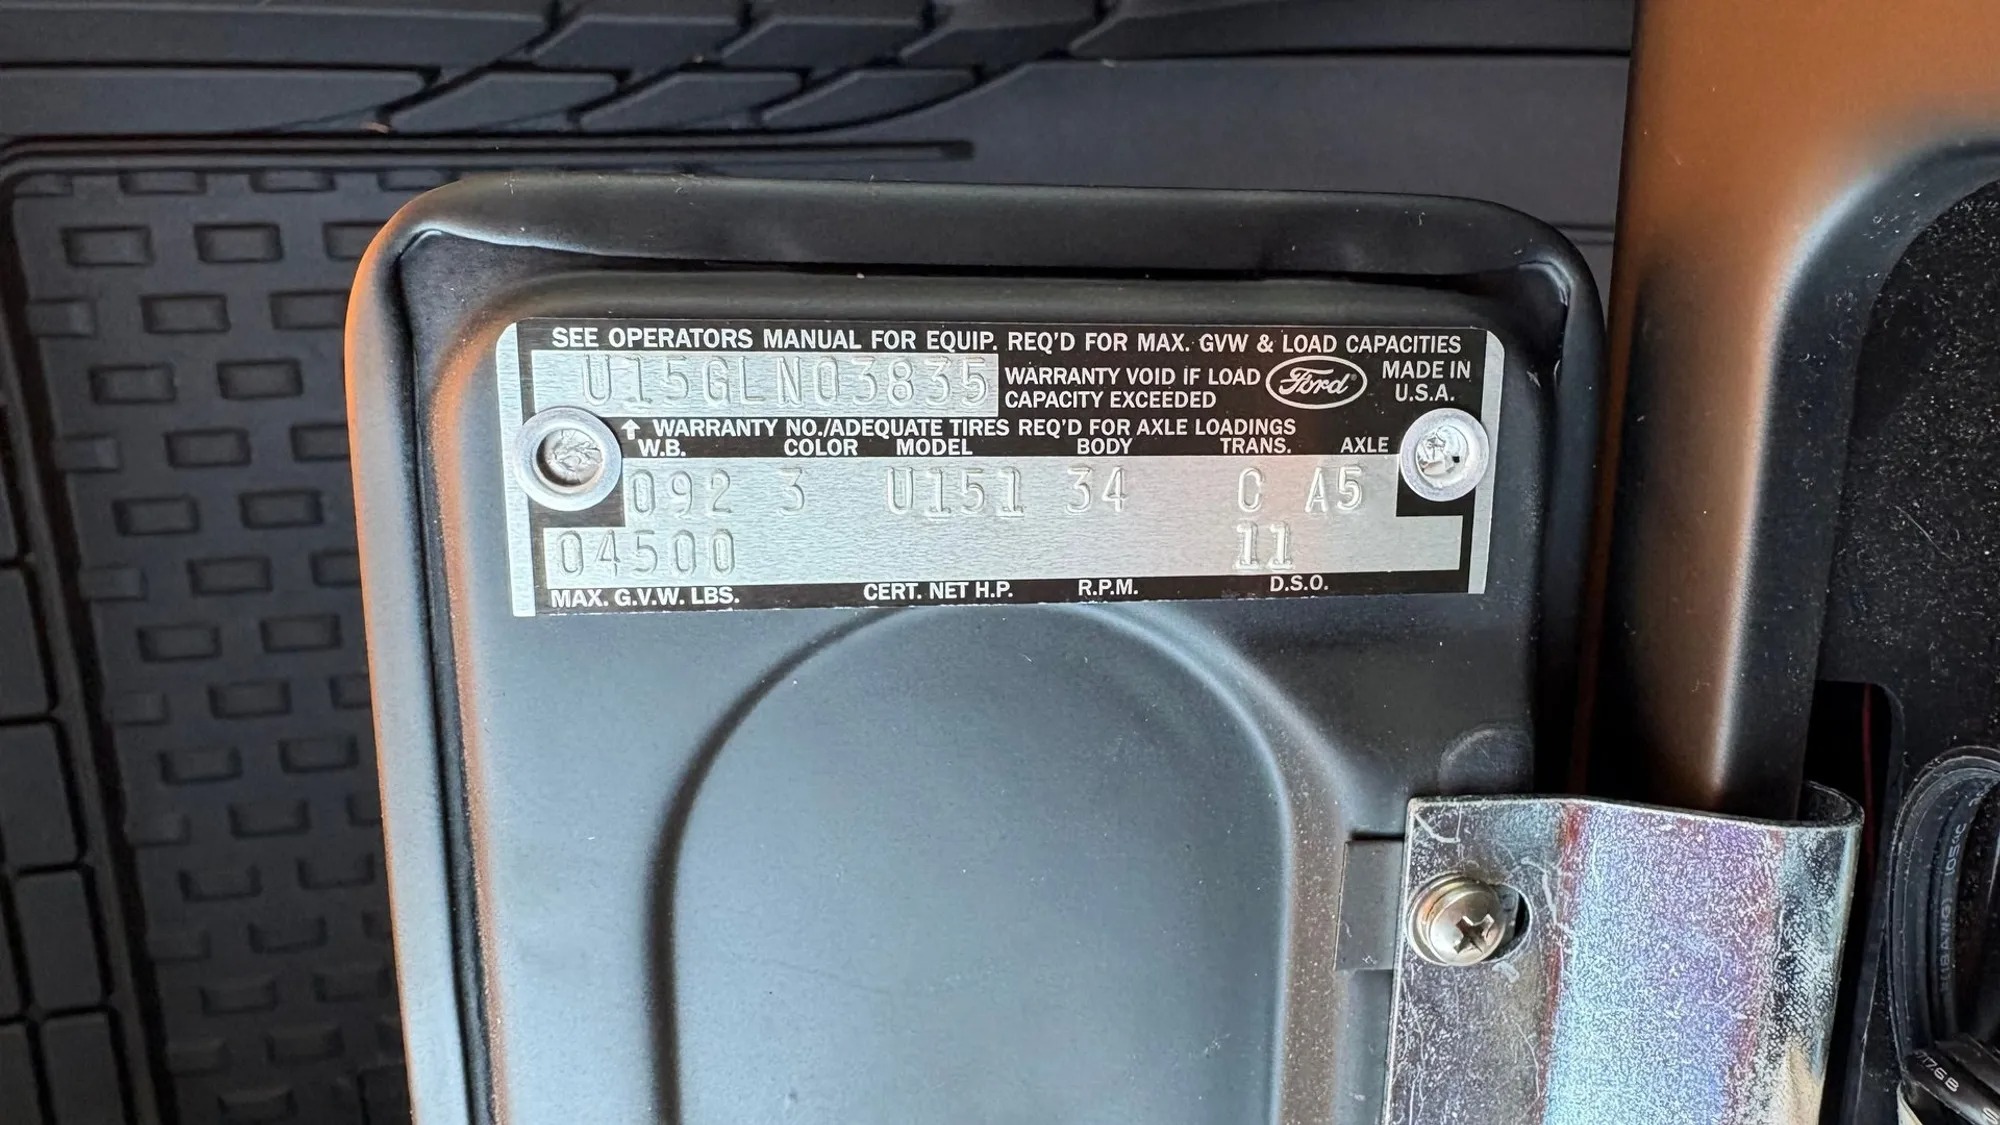 SEE OPERATORS MANUAL FOR EQUIP. REQ'D FOR MAX. GVW & LOAD CAPACITIES
U15GLN03835
WARRANTY VOID IF LOAD
CAPACITY EXCEEDED
Ford
MADE IN
U.S.A.
↑ WARRANTY NO./ADEQUATE TIRES REQ'D FOR AXLE LOADINGS
W.B. COLOR MODEL BODY TRANS. AXLE
092 3 U151 34 C A5
04500 11
MAX. G.V.W. LBS. CERT. NET H.P. R.P.M. D.S.O.